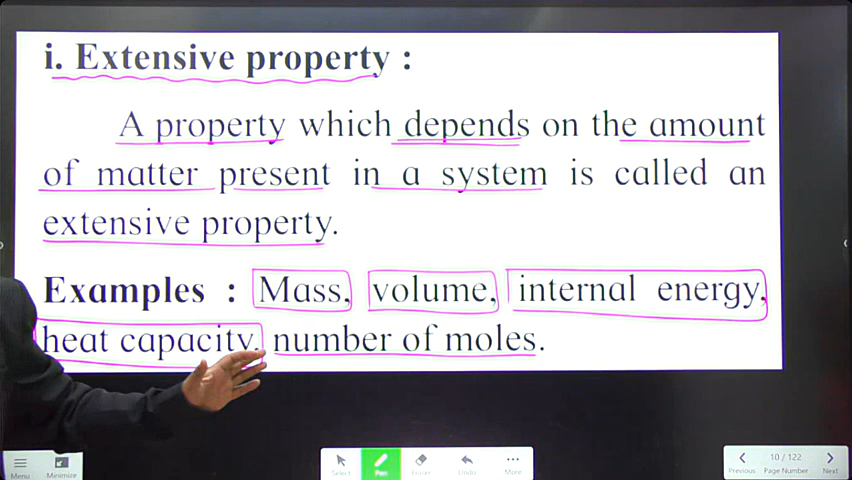 i. Extensive property :
A property which depends on the amount
of matter present in a system is called an
extensive property.
Examples : Mass, volume, internal energy,
heat capacity, number of moles.
Menu
Minimize
Select
Pen
Eraser
Undo
More
Previous
10 / 122
Page Number
Next